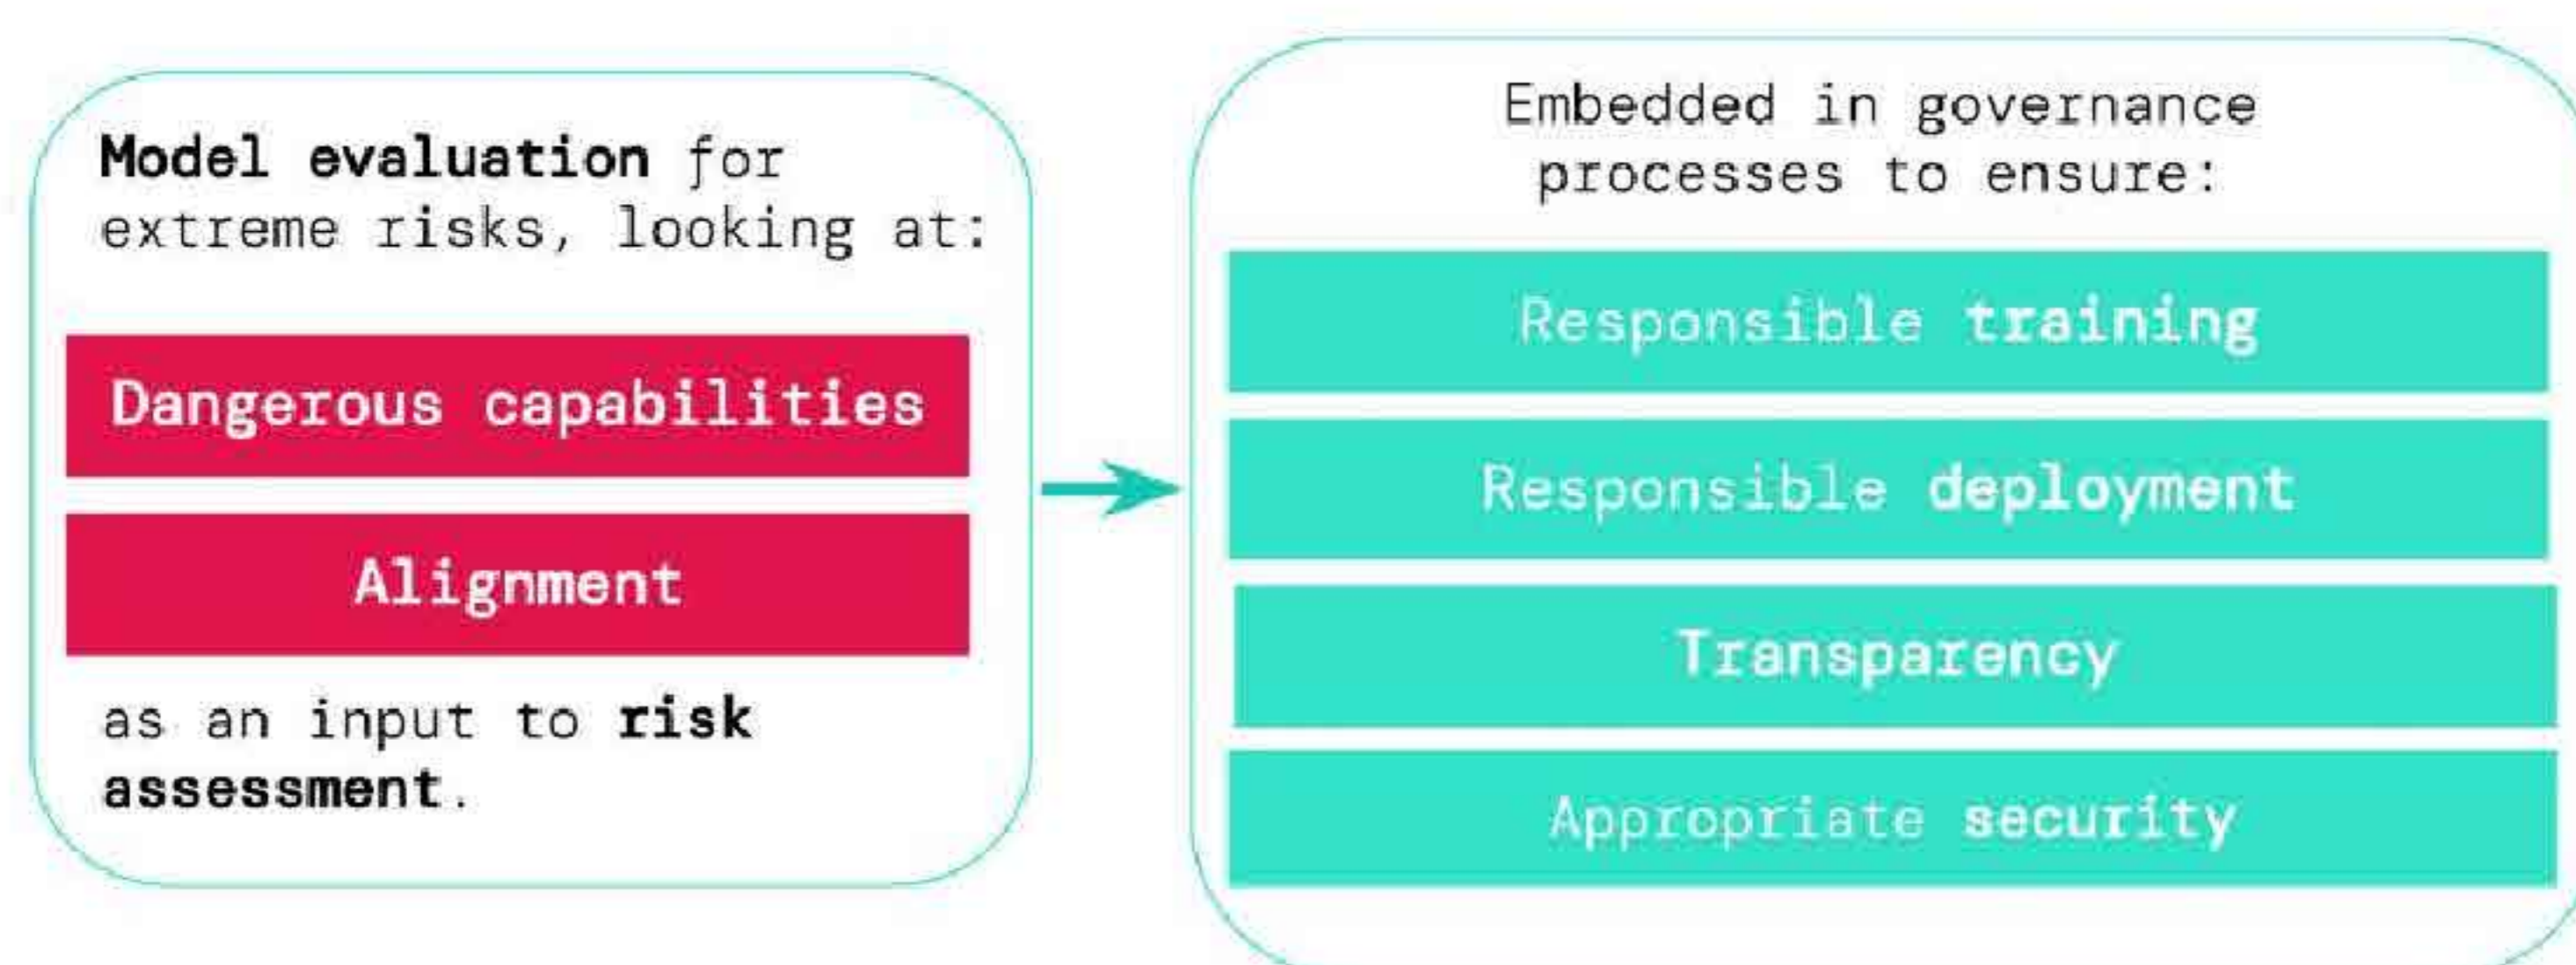 Model evaluation for
extreme risks, looking at:
Dangerous capabilities
Alignment
as an input to risk
assessment.
Embedded in governance
processes to ensure:
Responsible training
Responsible deployment
Transparency
Appropriate security